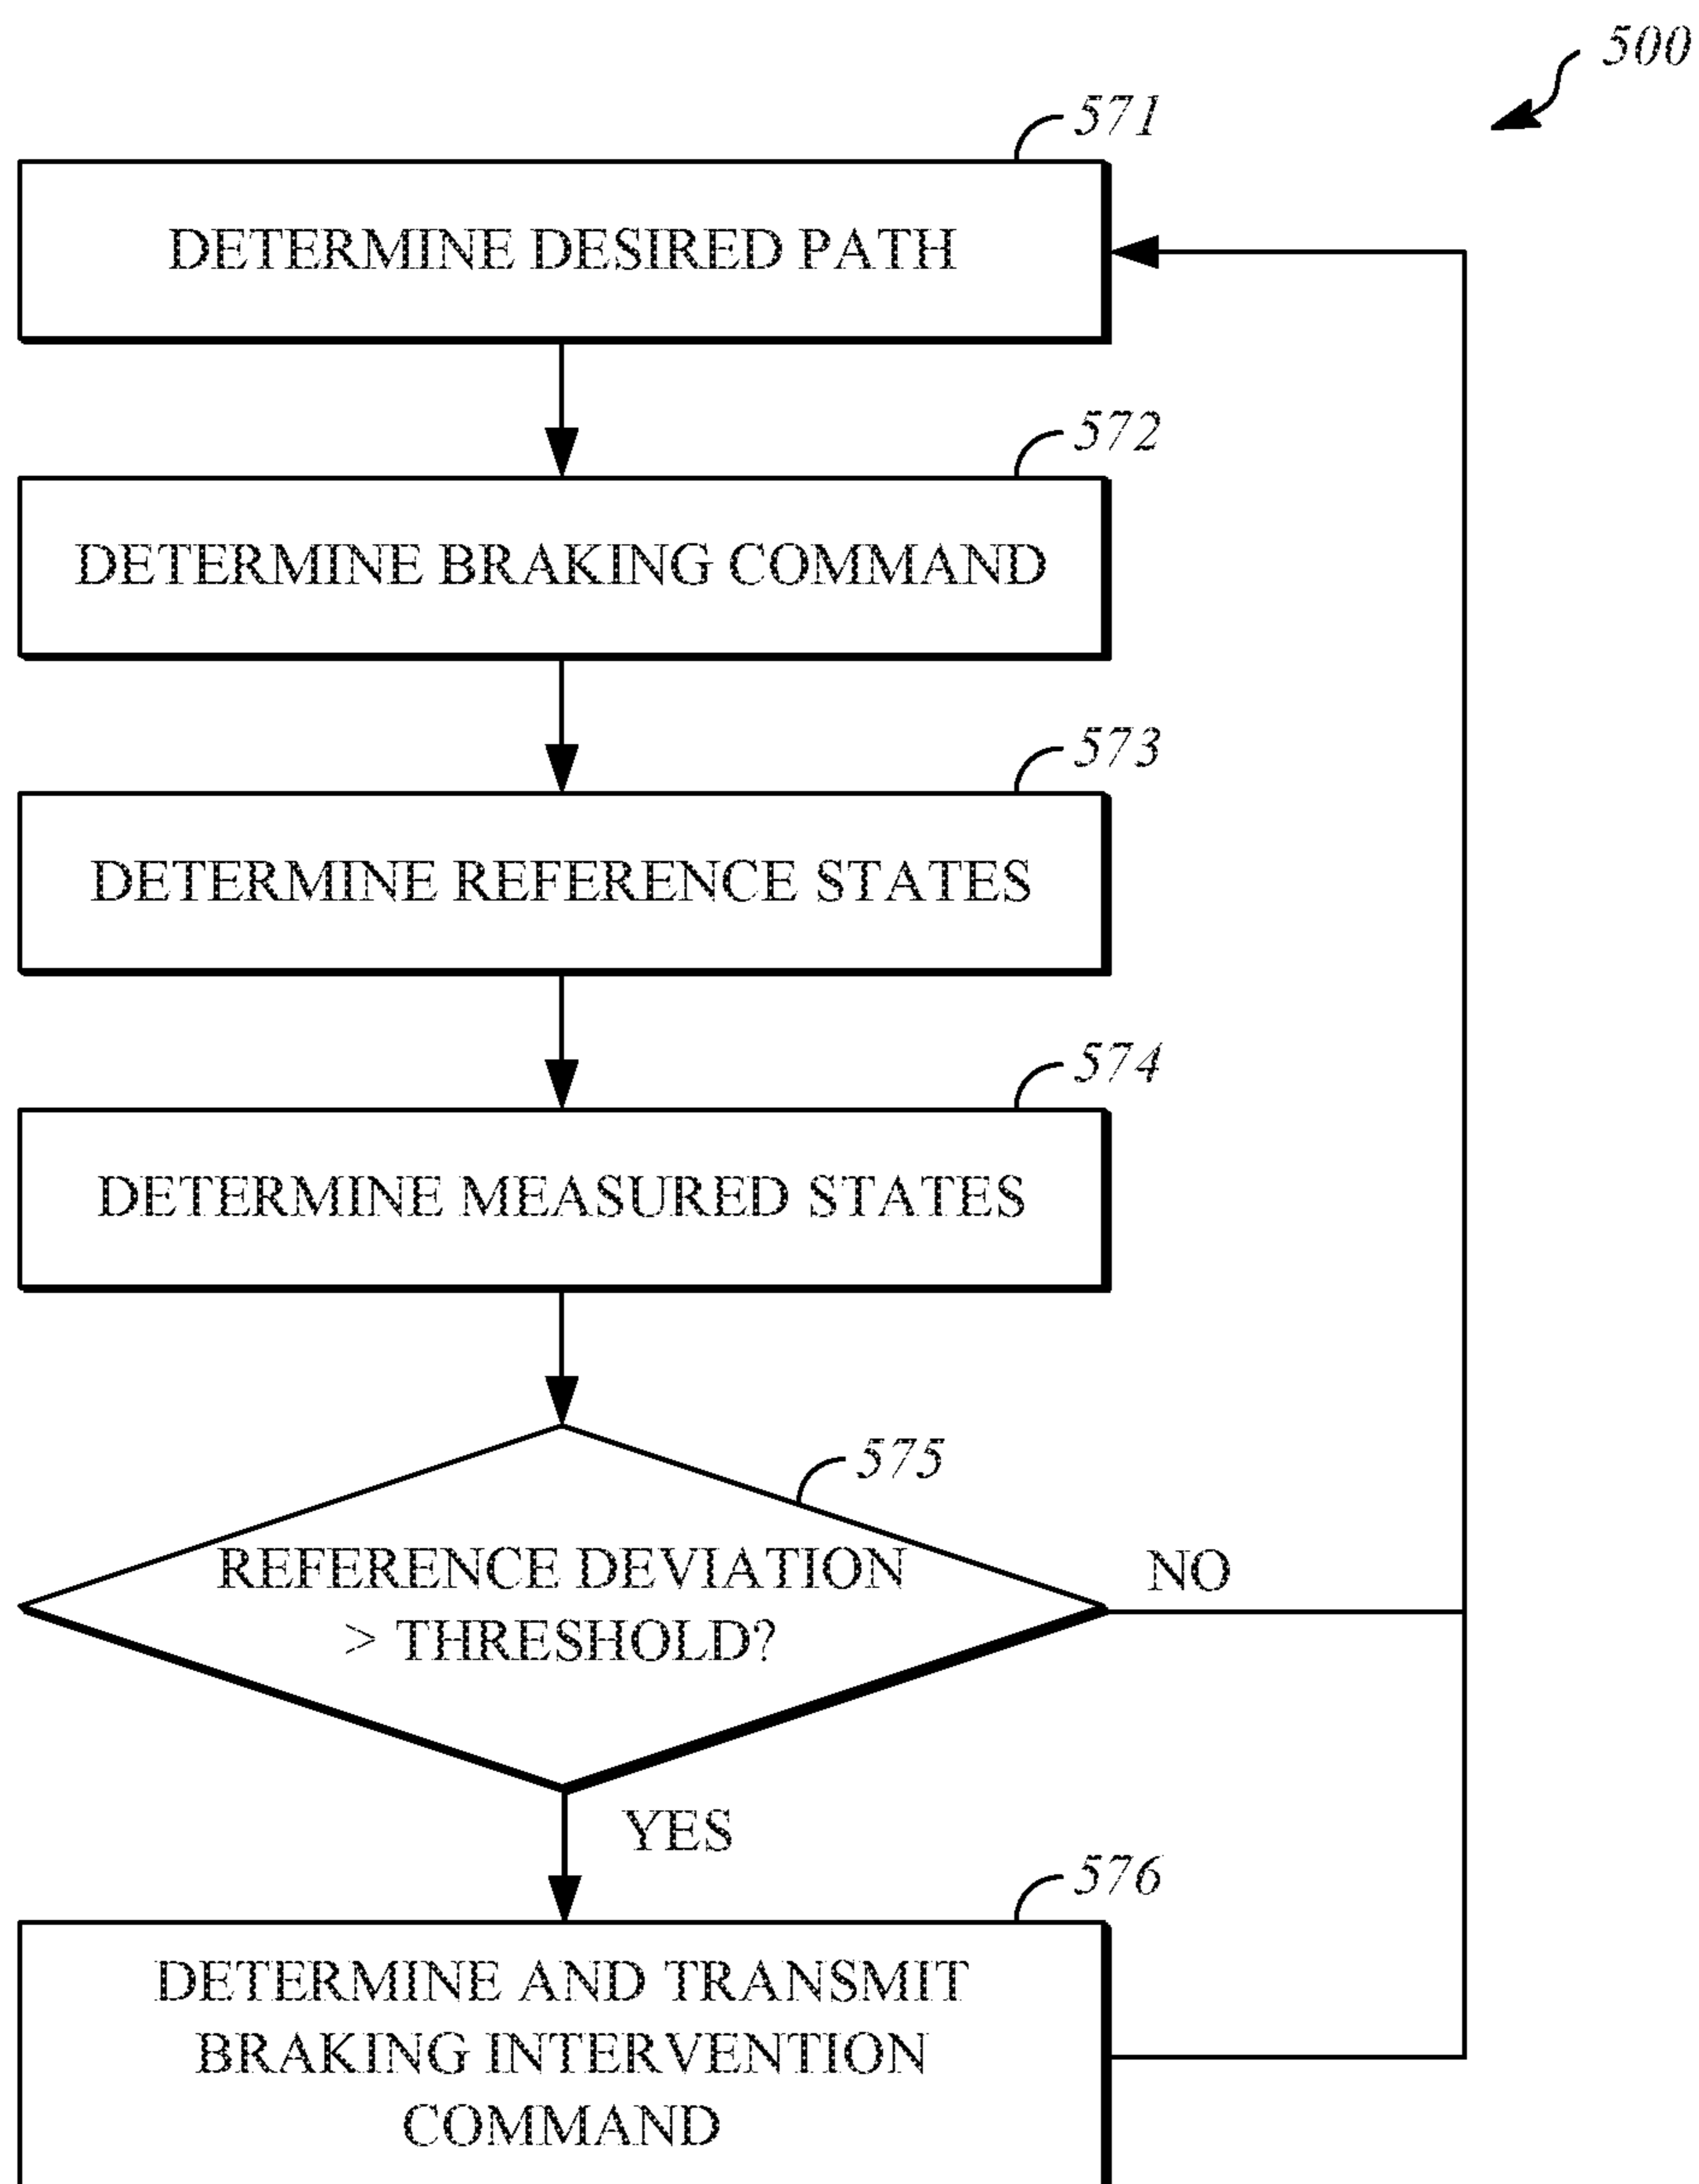 500
571
DETERMINE DESIRED PATH
572
DETERMINE BRAKING COMMAND
573
DETERMINE REFERENCE STATES
574
DETERMINE MEASURED STATES
575
REFERENCE DEVIATION
> THRESHOLD?
NO
YES
576
DETERMINE AND TRANSMIT
BRAKING INTERVENTION
COMMAND